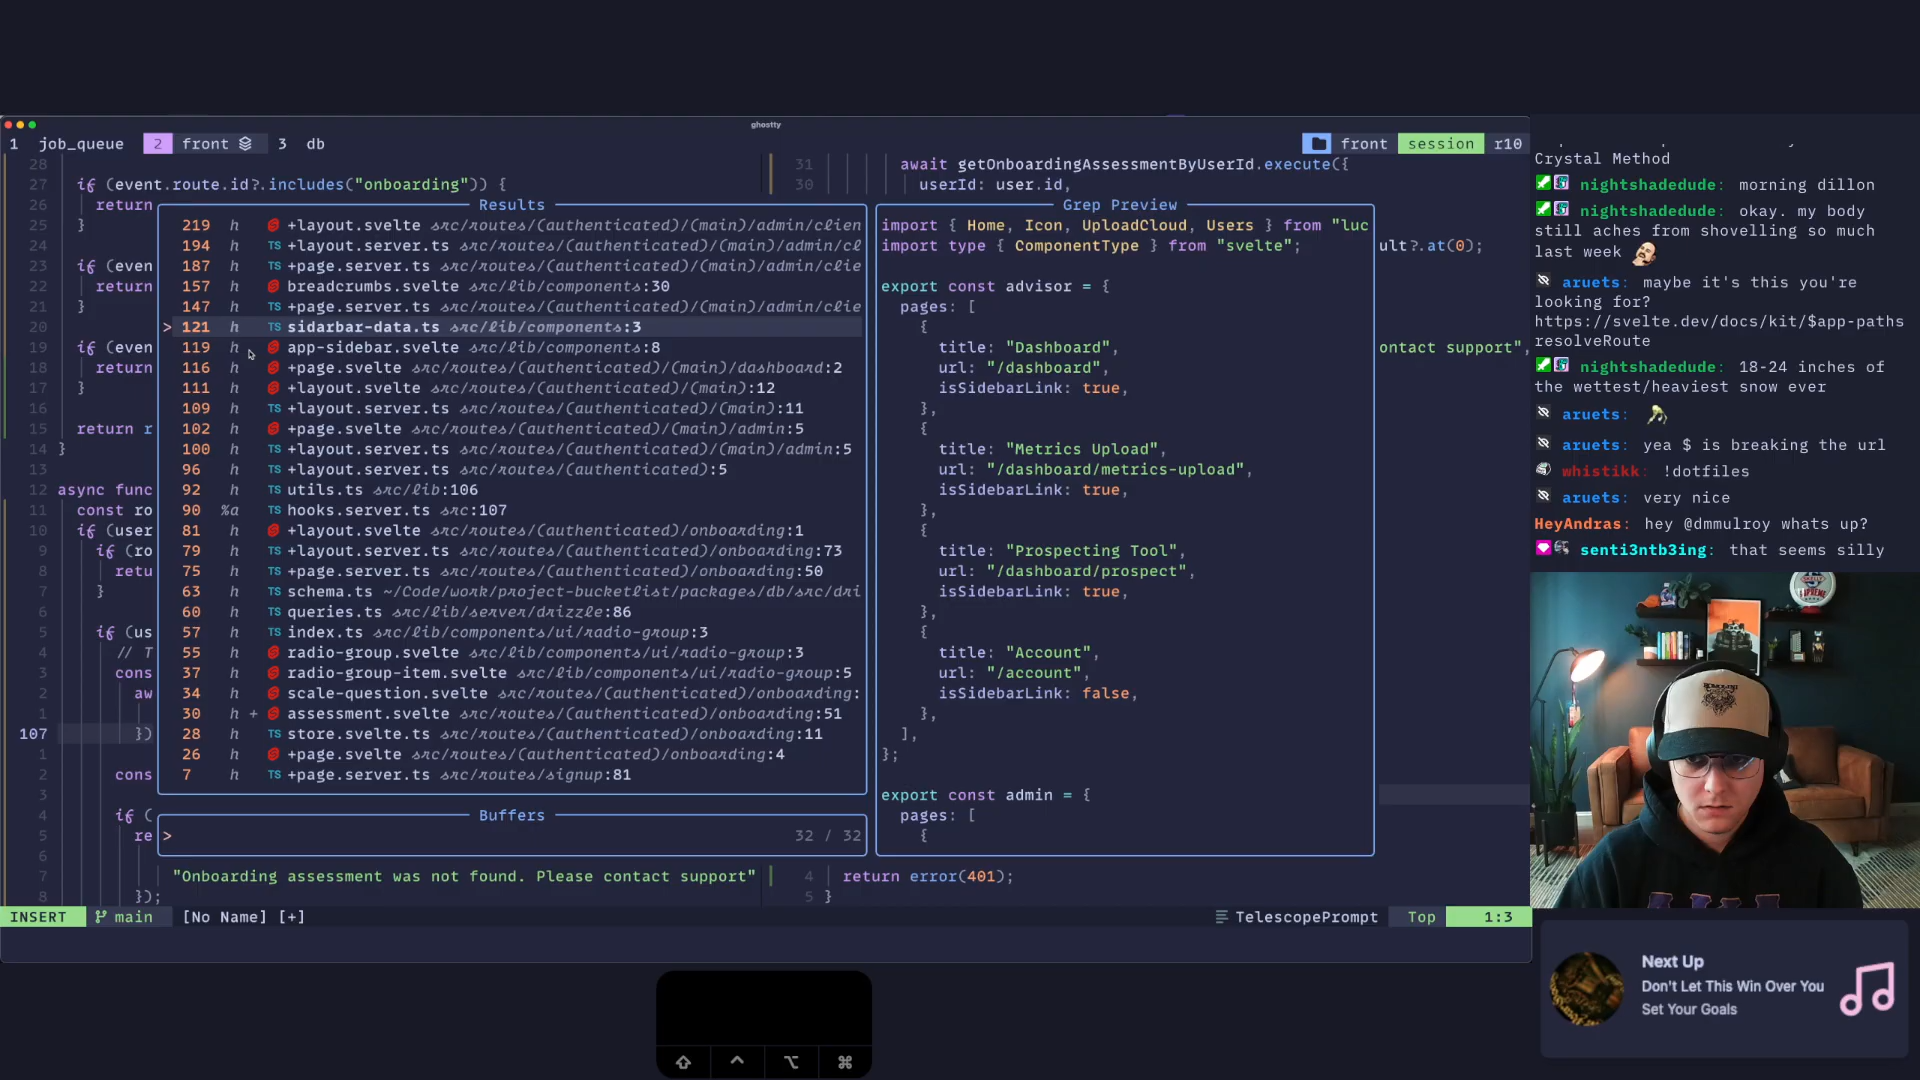 ghostty
1 job_queue 2 front 3 db
front session r10
28
27 if (event.route.id?.includes("onboarding")) {
26 return
25 }
24
23 if (even
22 return
21 }
20
19 if (even
18 return
17 }
16
15 return r
14 }
13
12 async func
11 const ro
10 if (user
9 if (ro
8 retu
7 }
6
5 if (us
4 // T
3 cons
2 aw
1
107 })
1
2 cons
3
4 if (
5 re
6
7 "Onboarding assessment was not found. Please contact support"
8 });
31 await getOnboardingAssessmentByUserId.execute({
30 userId: user.id,
ult?.at(0);
ontact support",
4 return error(401);
5 }
Results
219 h +layout.svelte src/routes/(authenticated)/(main)/admin/clien
194 h TS +layout.server.ts src/routes/(authenticated)/(main)/admin/cl
187 h TS +page.server.ts src/routes/(authenticated)/(main)/admin/clie
157 h breadcrumbs.svelte src/lib/components:30
147 h TS +page.server.ts src/routes/(authenticated)/(main)/admin/clie
> 121 h TS sidarbar-data.ts src/lib/components:3
119 h app-sidebar.svelte src/lib/components:8
116 h +page.svelte src/routes/(authenticated)/(main)/dashboard:2
111 h +layout.svelte src/routes/(authenticated)/(main):12
109 h TS +layout.server.ts src/routes/(authenticated)/(main):11
102 h +page.svelte src/routes/(authenticated)/(main)/admin:5
100 h TS +layout.server.ts src/routes/(authenticated)/(main)/admin:5
96 h TS +layout.server.ts src/routes/(authenticated):5
92 h TS utils.ts src/lib:106
90 %a TS hooks.server.ts src:107
81 h +layout.svelte src/routes/(authenticated)/onboarding:1
79 h TS +layout.server.ts src/routes/(authenticated)/onboarding:73
75 h TS +page.server.ts src/routes/(authenticated)/onboarding:50
63 h TS schema.ts ~/Code/work/project-bucketlist/packages/db/src/dri
60 h TS queries.ts src/lib/server/drizzle:86
57 h TS index.ts src/lib/components/ui/radio-group:3
55 h radio-group.svelte src/lib/components/ui/radio-group:3
37 h radio-group-item.svelte src/lib/components/ui/radio-group:5
34 h scale-question.svelte src/routes/(authenticated)/onboarding:
30 h + assessment.svelte src/routes/(authenticated)/onboarding:51
28 h TS store.svelte.ts src/routes/(authenticated)/onboarding:11
26 h +page.svelte src/routes/(authenticated)/onboarding:4
7 h TS +page.server.ts src/routes/signup:81
Buffers
> 32 / 32
Grep Preview
import { Home, Icon, UploadCloud, Users } from "luc
import type { ComponentType } from "svelte";
export const advisor = {
pages: [
{
title: "Dashboard",
url: "/dashboard",
isSidebarLink: true,
},
{
title: "Metrics Upload",
url: "/dashboard/metrics-upload",
isSidebarLink: true,
},
{
title: "Prospecting Tool",
url: "/dashboard/prospect",
isSidebarLink: true,
},
{
title: "Account",
url: "/account",
isSidebarLink: false,
},
],
};
export const admin = {
pages: [
{
INSERT main [No Name] [+] TelescopePrompt Top 1:3
Crystal Method
nightshadedude: morning dillon
nightshadedude: okay. my body
still aches from shovelling so much
last week
aruets: maybe it's this you're
looking for?
https://svelte.dev/docs/kit/$app-paths
resolveRoute
nightshadedude: 18-24 inches of
the wettest/heaviest snow ever
aruets:
aruets: yea $ is breaking the url
whistikk: !dotfiles
aruets: very nice
HeyAndras: hey @dmmulroy whats up?
senti3ntb3ing: that seems silly
Next Up
Don't Let This Win Over You
Set Your Goals